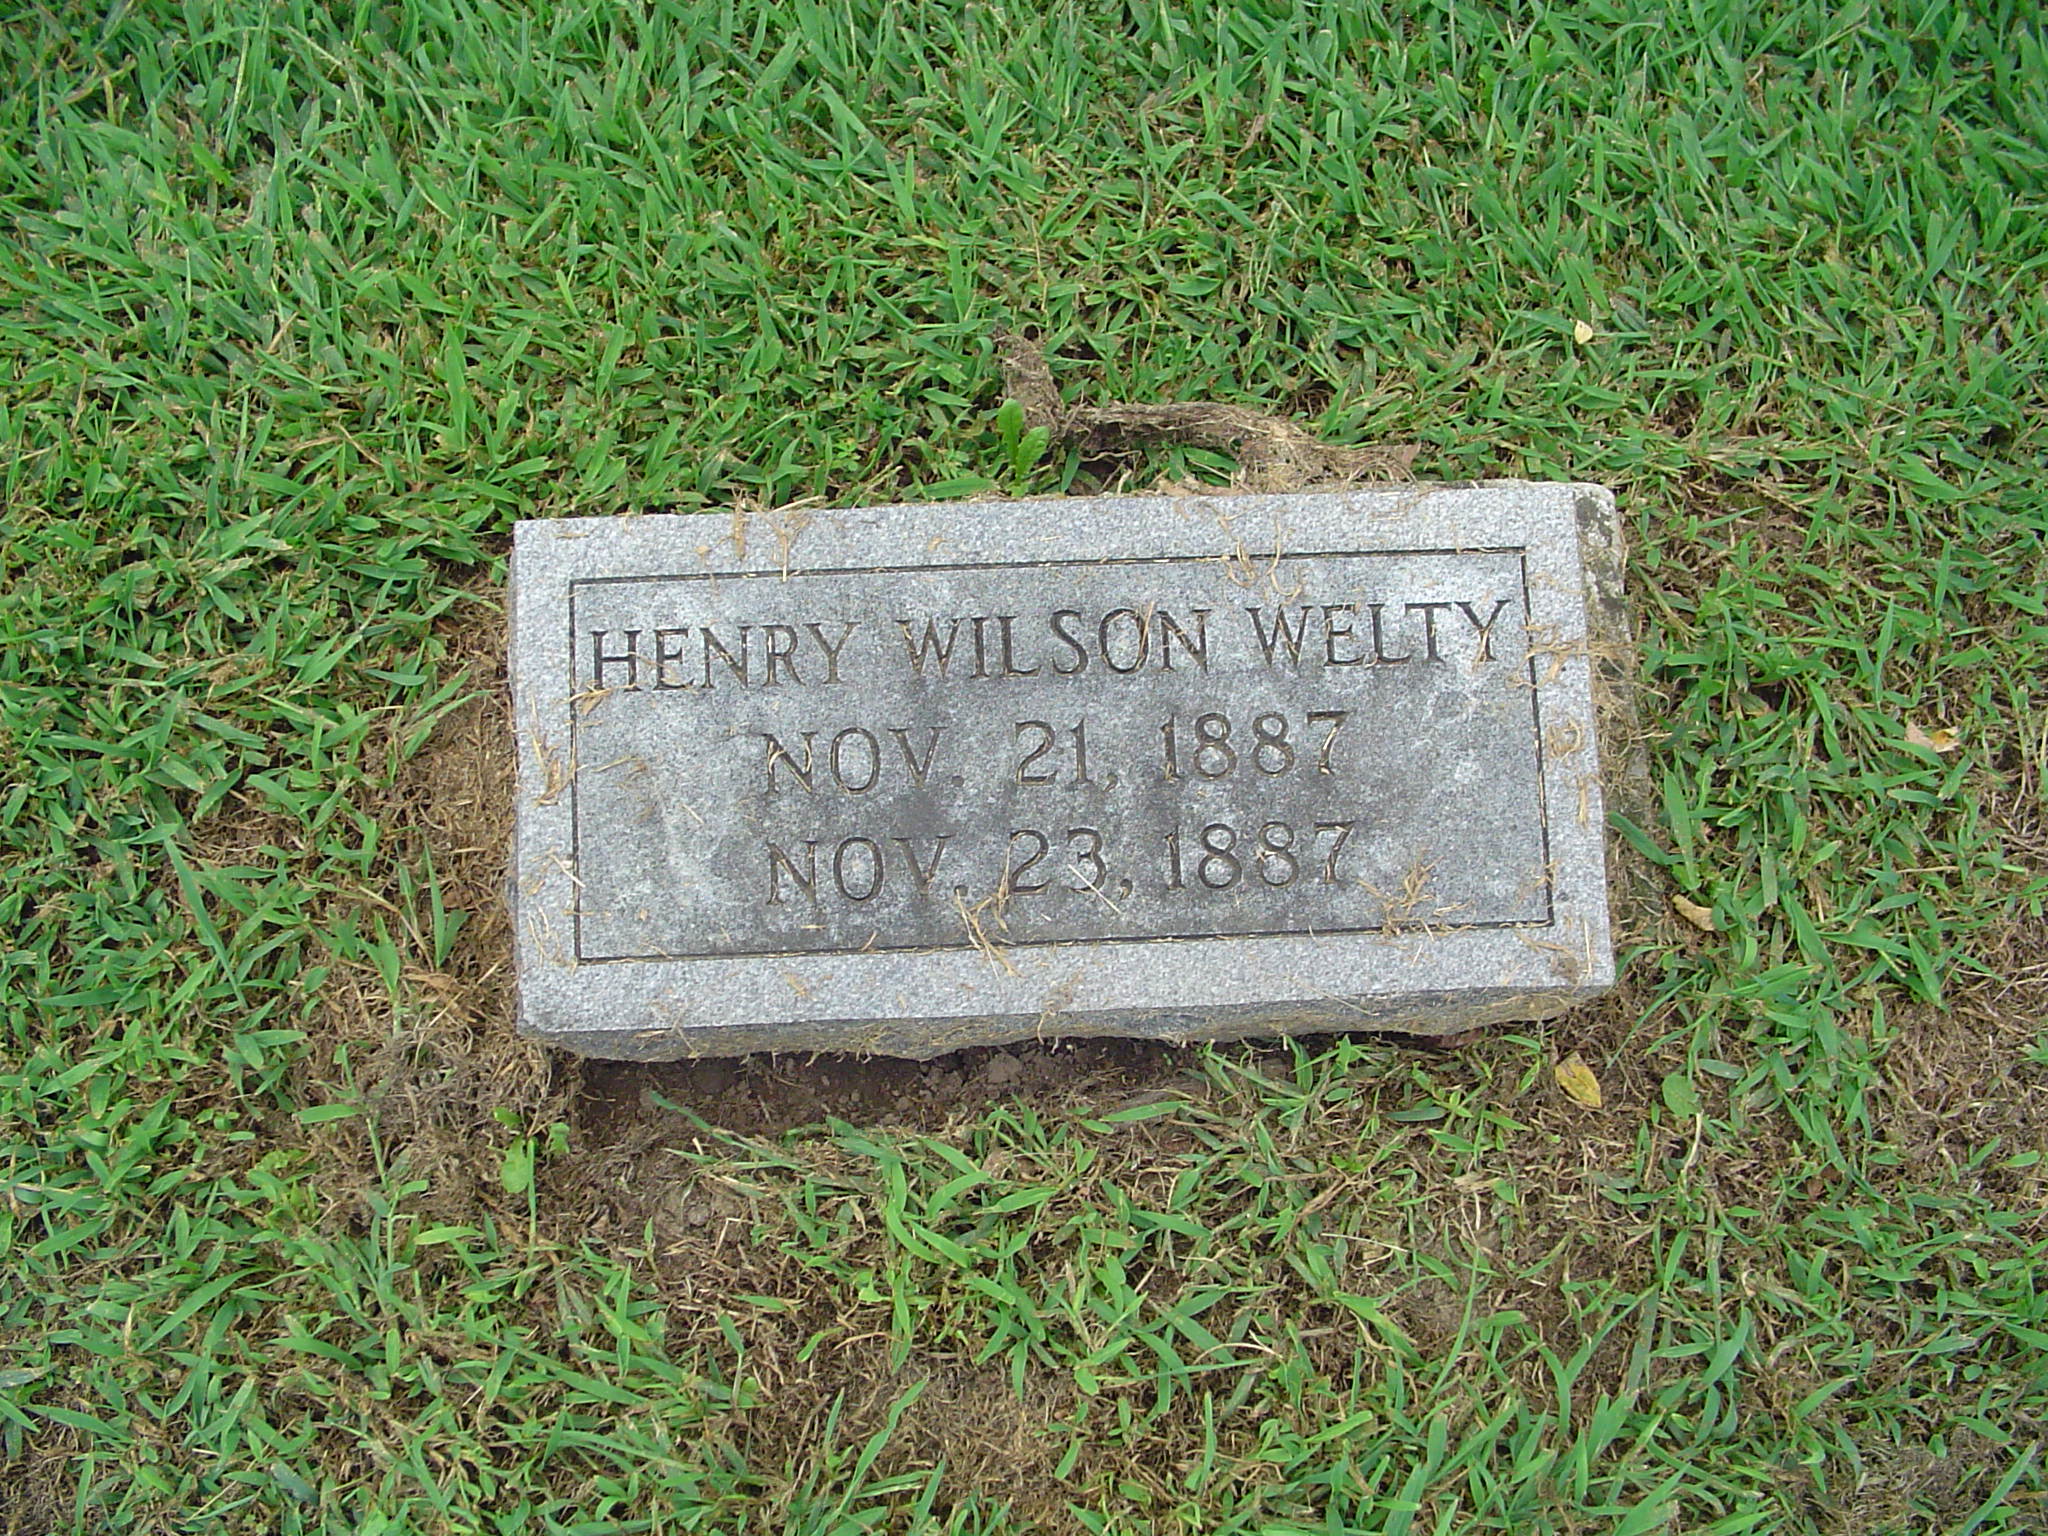 HENRY WILSON WELTY
NOV. 21, 1887
NOV. 23, 1887